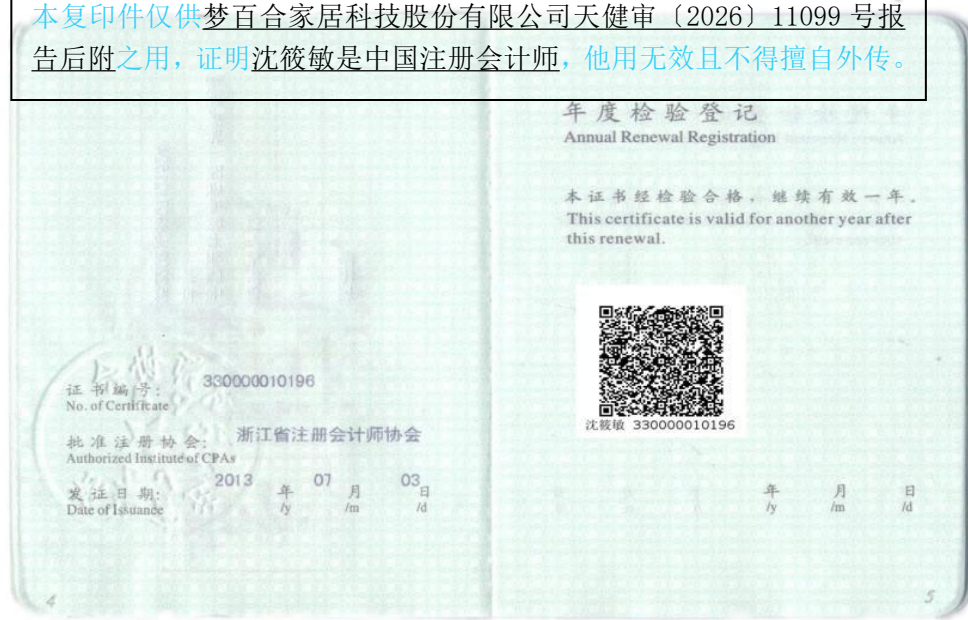 本复印件仅供梦百合家居科技股份有限公司天健审〔2026〕11099 号报
告后附之用，证明沈筱敏是中国注册会计师，他用无效且不得擅自外传。
年度检验登记
Annual Renewal Registration
本证书经检验合格，继续有效一年。
This certificate is valid for another year after
this renewal.
沈筱敏 330000010196
年 月 日
/y /m /d
5
证书编号： 330000010196
No. of Certificate
批准注册协会： 浙江省注册会计师协会
Authorized Institute of CPAs
发证日期： 2013 年 07 月 03 日
Date of Issuance /y /m /d
4